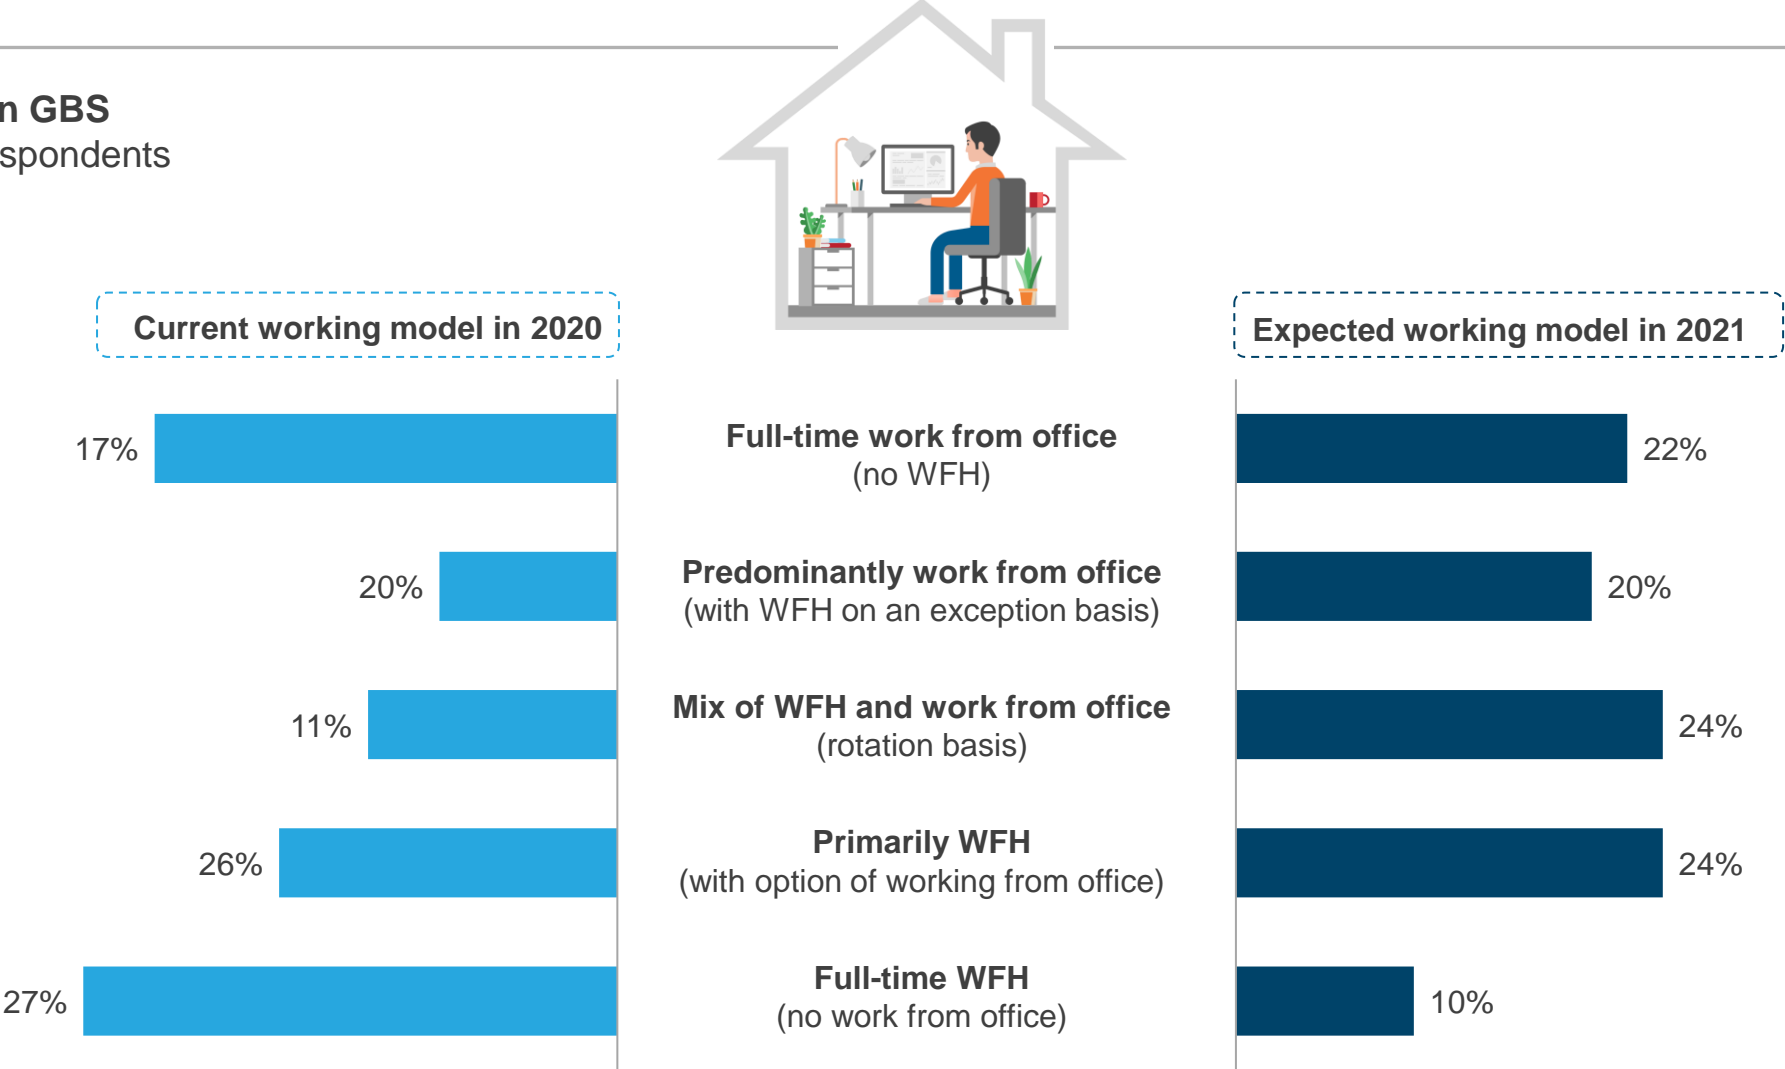 n GBS
spondents
Current working model in 2020
Expected working model in 2021
17%
Full-time work from office
(no WFH)
22%
20%
Predominantly work from office
(with WFH on an exception basis)
20%
11%
Mix of WFH and work from office
(rotation basis)
24%
26%
Primarily WFH
(with option of working from office)
24%
27%
Full-time WFH
(no work from office)
10%